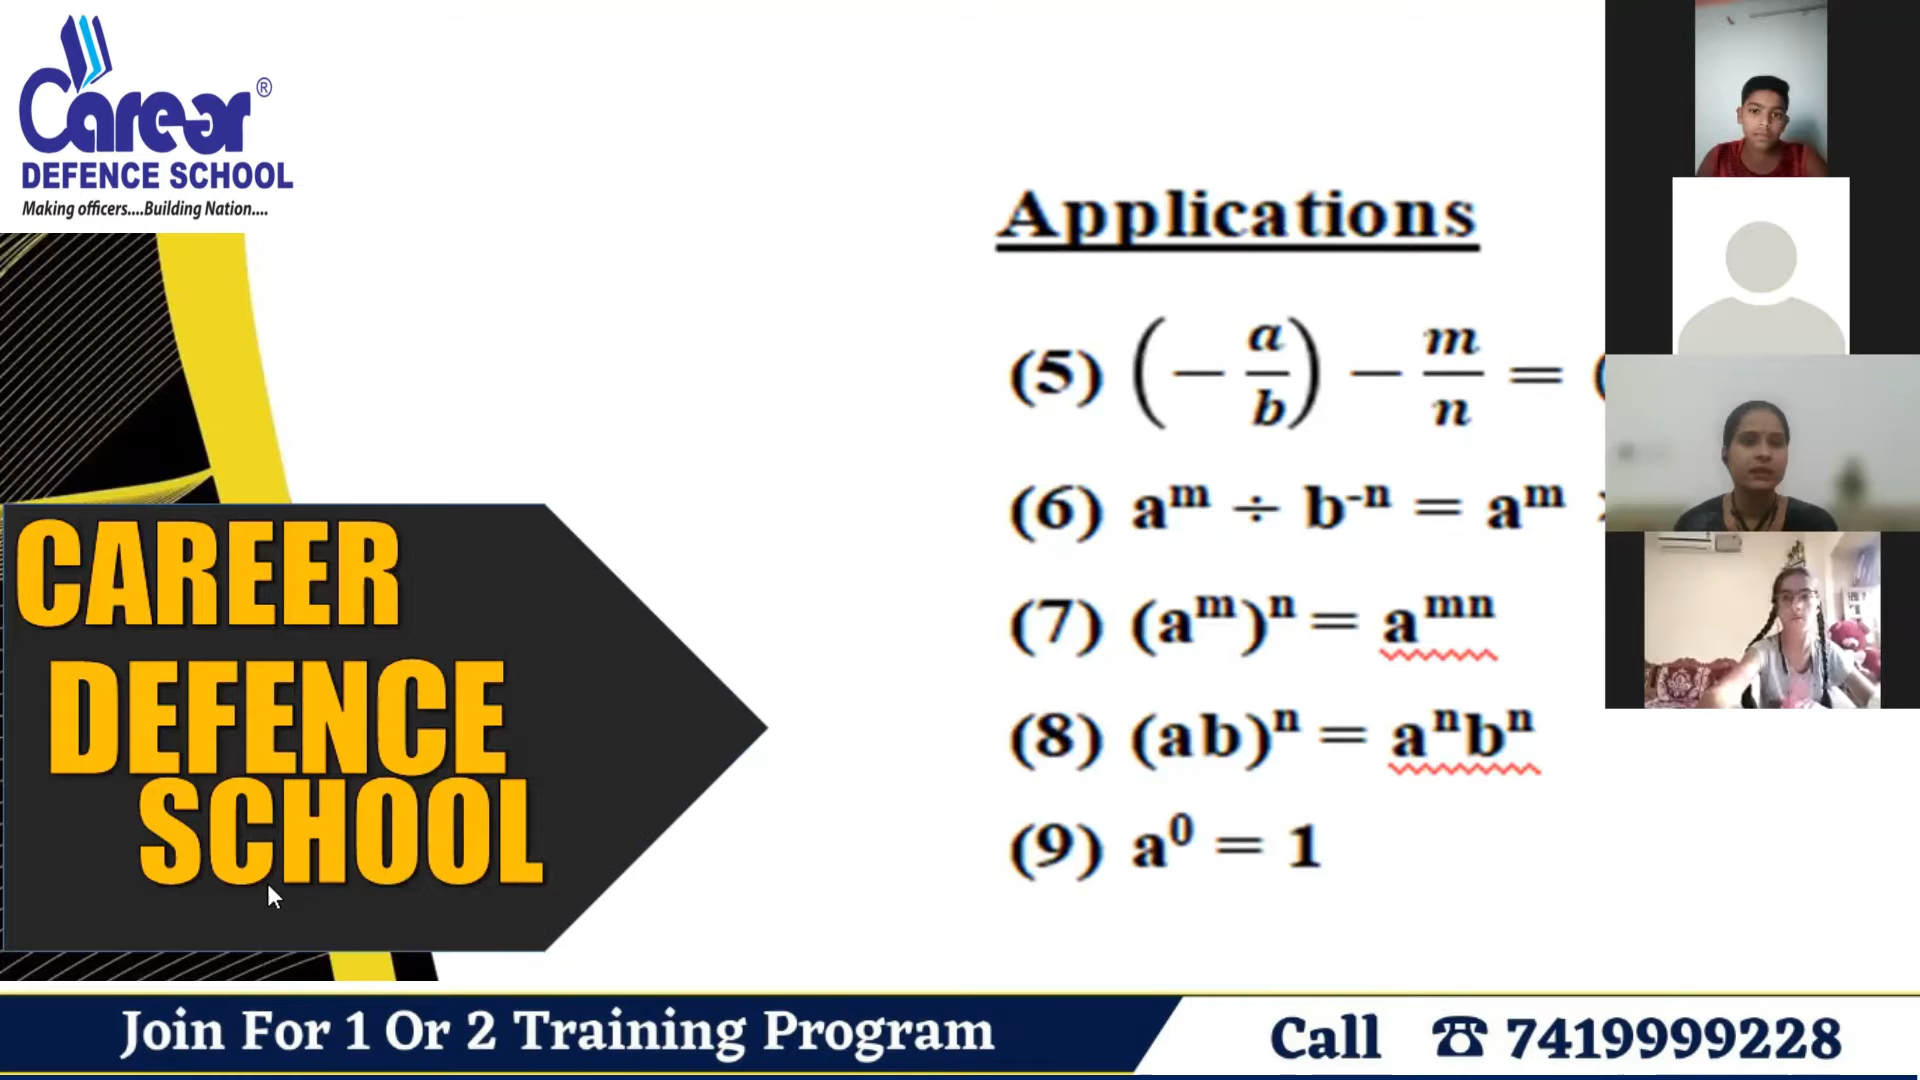 Career®
DEFENCE SCHOOL
Making officers....Building Nation....
CAREER
DEFENCE
SCHOOL
Applications
(5) (−a/b) − m/n = (
(6) aᵐ ÷ b⁻ⁿ = aᵐ
(7) (aᵐ)ⁿ = aᵐⁿ
(8) (ab)ⁿ = aⁿbⁿ
(9) a⁰ = 1
Join For 1 Or 2 Training Program
Call ☎ 7419999228